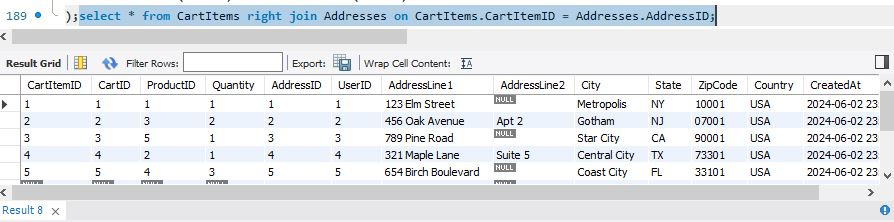 189 );select * from CartItems right join Addresses on CartItems.CartItemID = Addresses.AddressID;
Result Grid Filter Rows: Export: Wrap Cell Content: IA
CartItemID CartID ProductID Quantity AddressID UserID AddressLine1 AddressLine2 City State ZipCode Country CreatedAt
1 1 1 1 1 1 123 Elm Street NULL Metropolis NY 10001 USA 2024-06-02 23:
2 2 3 2 2 2 456 Oak Avenue Apt 2 Gotham NJ 07001 USA 2024-06-02 23:
3 3 5 1 3 3 789 Pine Road NULL Star City CA 90001 USA 2024-06-02 23:
4 4 2 1 4 4 321 Maple Lane Suite 5 Central City TX 73301 USA 2024-06-02 23:
5 5 4 3 5 5 654 Birch Boulevard NULL Coast City FL 33101 USA 2024-06-02 23:
NULL NULL NULL NULL
Result 8